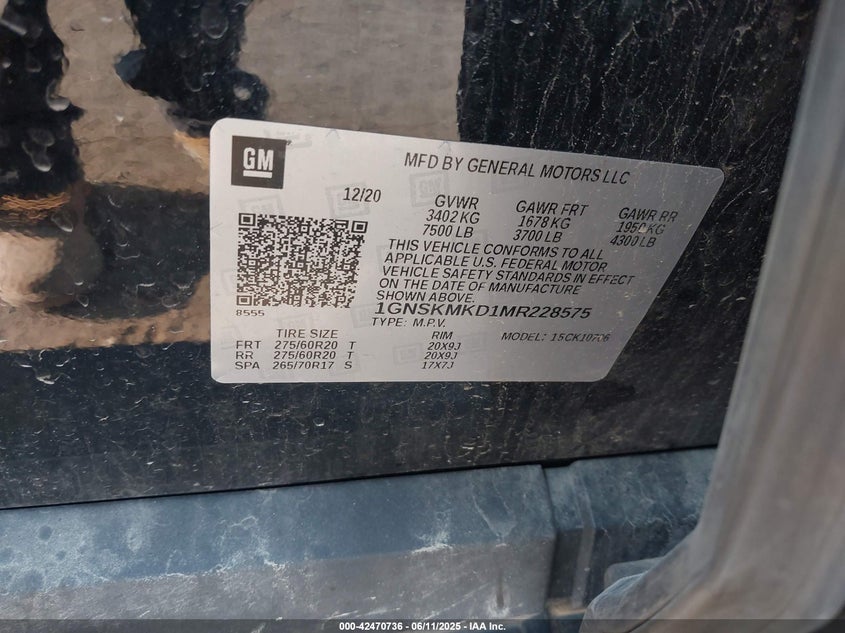 GM
MFD BY GENERAL MOTORS LLC
12/20
GVWR GAWR FRT GAWR RR
3402 KG 1678 KG 1950 KG
7500 LB 3700 LB 4300 LB
THIS VEHICLE CONFORMS TO ALL
APPLICABLE U.S. FEDERAL MOTOR
VEHICLE SAFETY STANDARDS IN EFFECT
ON THE DATE OF MANUFACTURE
SHOWN ABOVE.
8555
1GNSKMKD1MR228575
TYPE: M.P.V. MODEL: 15CK10706
TIRE SIZE RIM
FRT 275/60R20 T 20X9J
RR 275/60R20 T 20X9J
SPA 265/70R17 S 17X7J
000-42470736 - 06/11/2025 - IAA Inc.